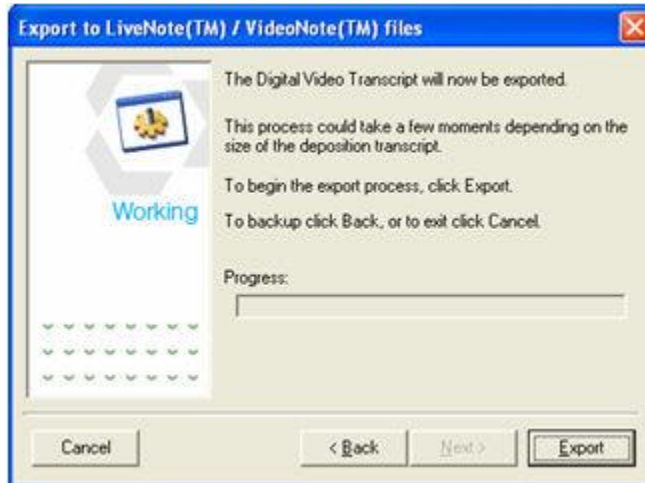 Export to LiveNote(TM) / VideoNote(TM) files
The Digital Video Transcript will now be exported.
This process could take a few moments depending on the
size of the deposition transcript.
To begin the export process, click Export.
Working
To backup click Back, or to exit click Cancel.
Progress:
Cancel
< Back
Next >
Export